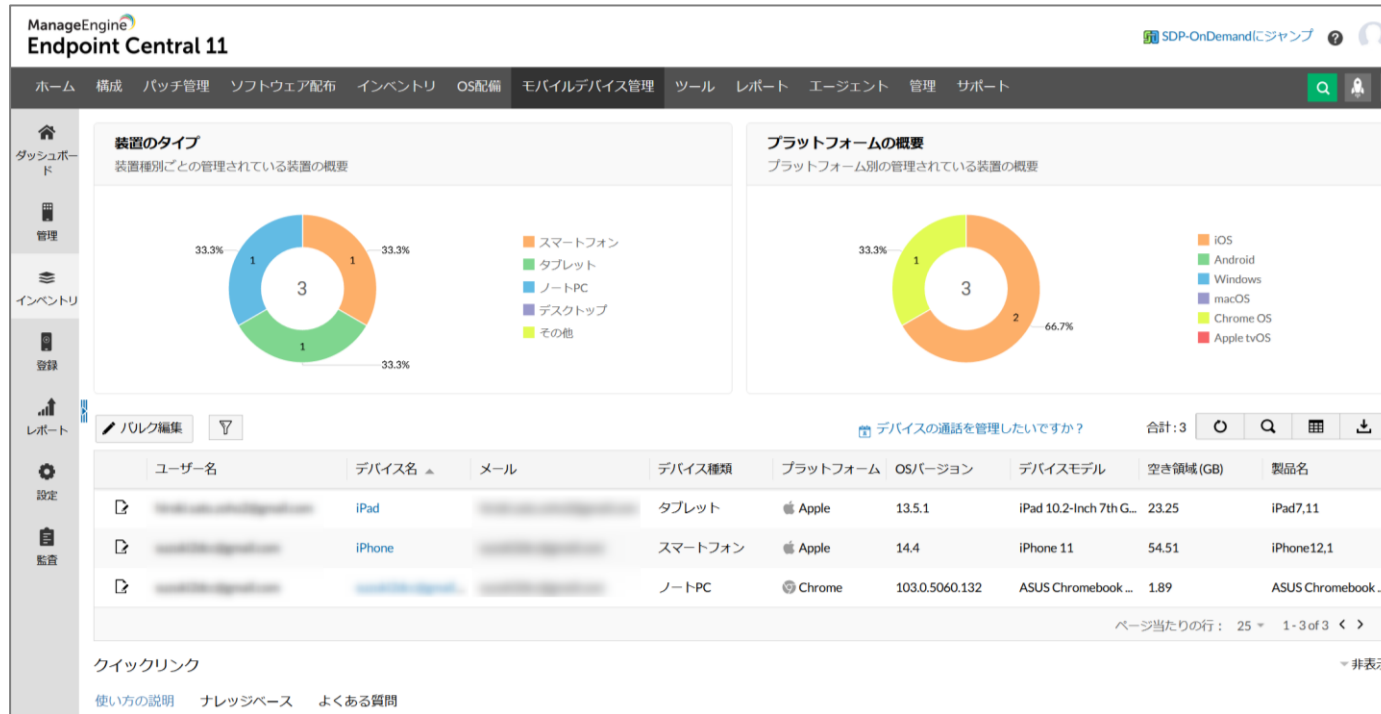 ManageEngine
Endpoint Central 11
SDP-OnDemandにジャンプ
ホーム 構成 パッチ管理 ソフトウェア配布 インベントリ OS配備 モバイルデバイス管理 ツール レポート エージェント 管理 サポート
ダッシュボード
管理
インベントリ
登録
レポート
設定
監査
装置のタイプ
装置種別ごとの管理されている装置の概要
33.3% 1 1 33.3%
3
1
33.3%
スマートフォン
タブレット
ノートPC
デスクトップ
その他
プラットフォームの概要
プラットフォーム別の管理されている装置の概要
33.3% 1
3
2 66.7%
iOS
Android
Windows
macOS
Chrome OS
Apple tvOS
バルク編集 デバイスの通話を管理したいですか？ 合計:3
ユーザー名 デバイス名 メール デバイス種類 プラットフォーム OSバージョン デバイスモデル 空き領域(GB) 製品名
iPad タブレット Apple 13.5.1 iPad 10.2-Inch 7th G... 23.25 iPad7,11
iPhone スマートフォン Apple 14.4 iPhone 11 54.51 iPhone12,1
ノートPC Chrome 103.0.5060.132 ASUS Chromebook ... 1.89 ASUS Chromebook
ページ当たりの行： 25 1 - 3 of 3
クイックリンク 非表示
使い方の説明 ナレッジベース よくある質問